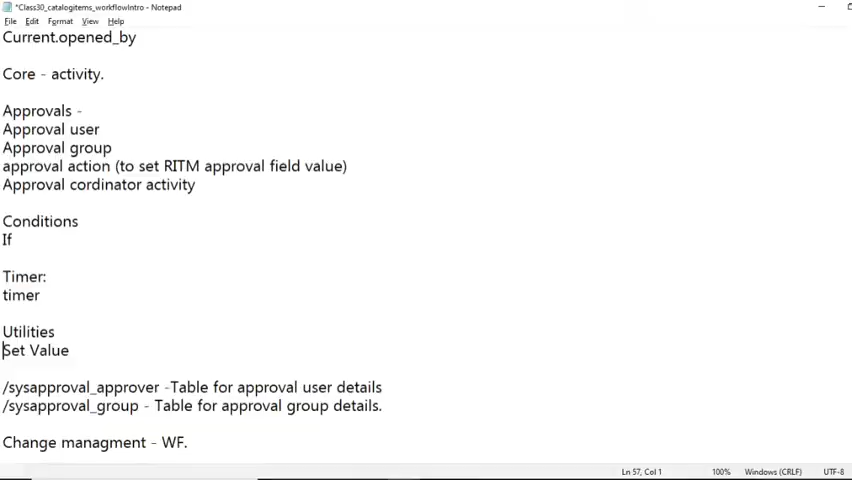 *Class30_catalogitems_workflowIntro - Notepad
File Edit Format View Help
Current.opened_by
Core - activity.
Approvals -
Approval user
Approval group
approval action (to set RITM approval field value)
Approval cordinator activity
Conditions
If
Timer:
timer
Utilities
Set Value
/sysapproval_approver -Table for approval user details
/sysapproval_group - Table for approval group details.
Change managment - WF.
Ln 57, Col 1 100% Windows (CRLF) UTF-8